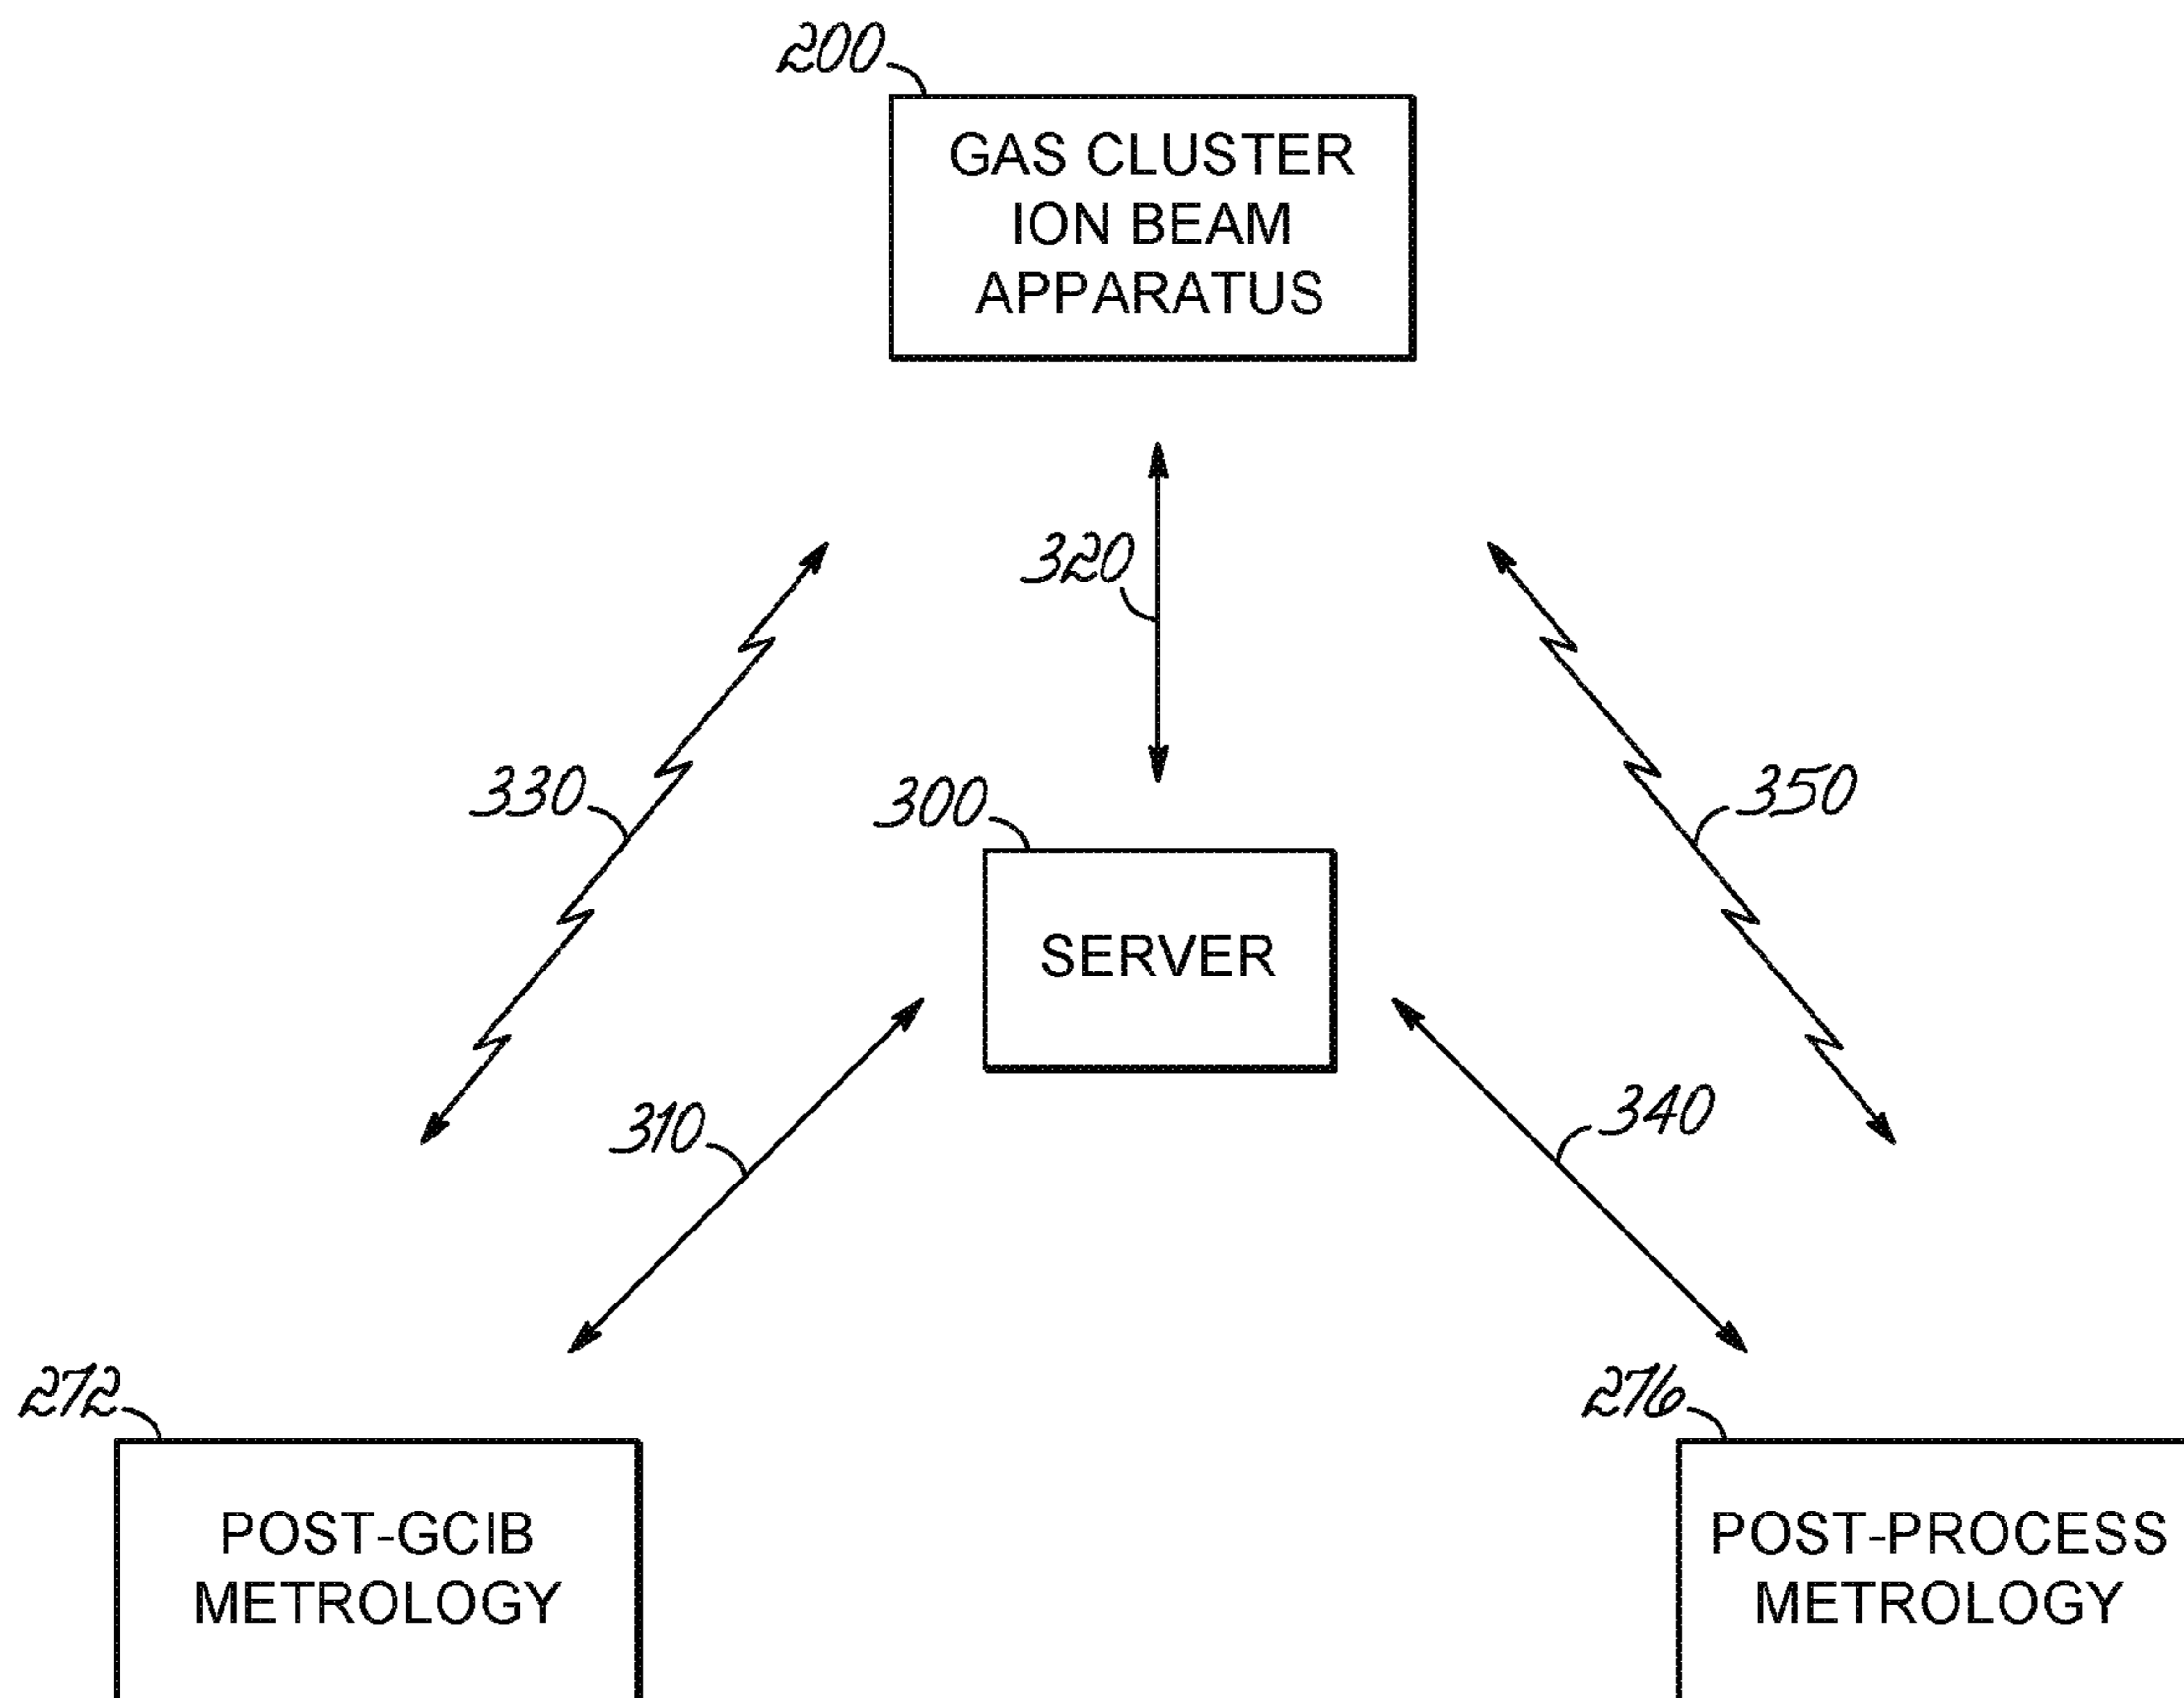 200
GAS CLUSTER
ION BEAM
APPARATUS
320
330
300
350
SERVER
310
340
272
276
POST-GCIB
METROLOGY
POST-PROCESS
METROLOGY